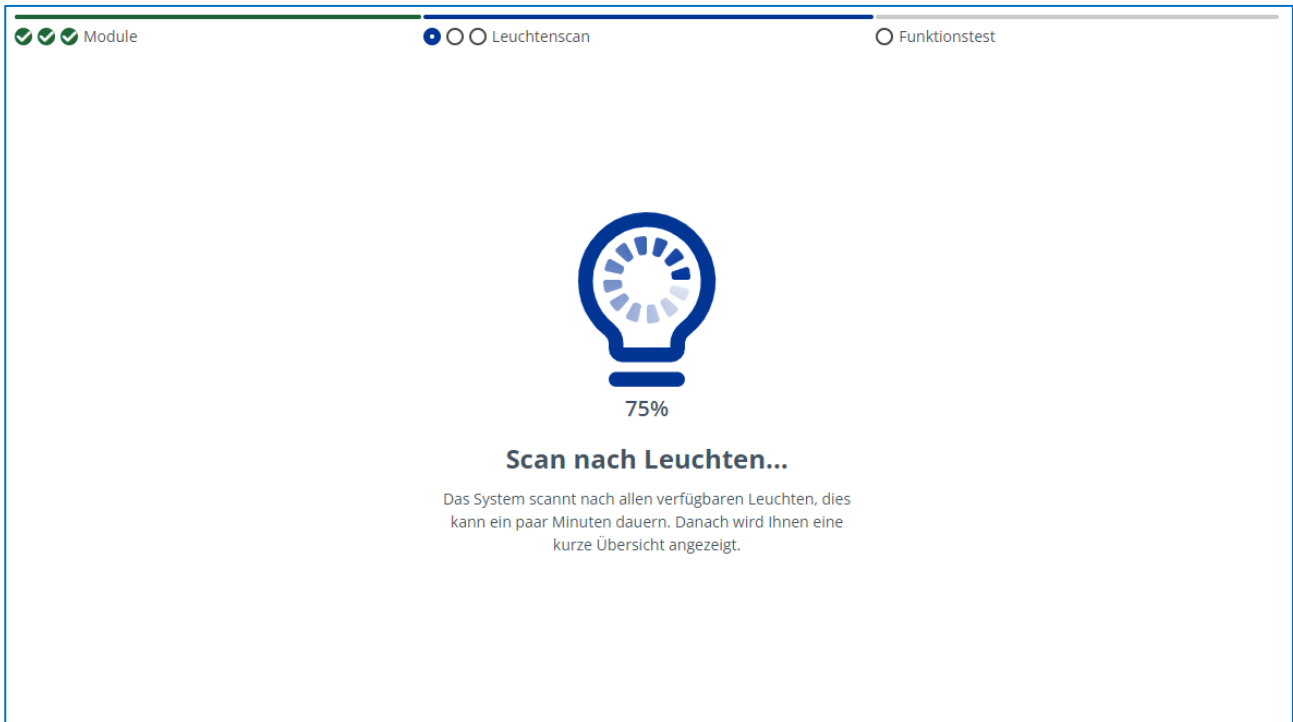 Module
Leuchtenscan
Funktionstest
75%
Scan nach Leuchten...
Das System scannt nach allen verfügbaren Leuchten, dies
kann ein paar Minuten dauern. Danach wird Ihnen eine
kurze Übersicht angezeigt.